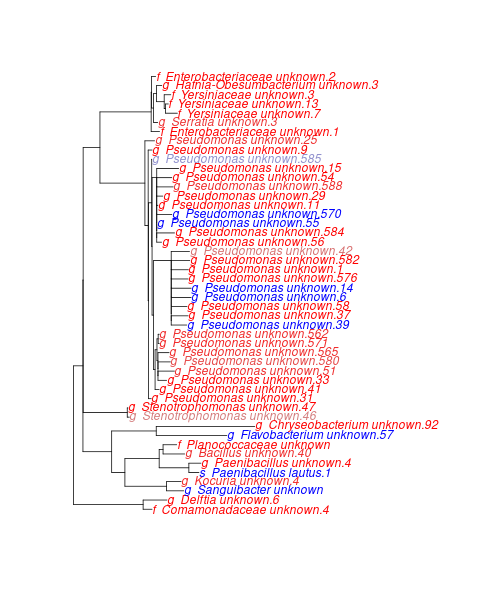 f_Enterobacteriaceae unknown.2
g_Hafnia-Obesumbacterium unknown.3
f_Yersiniaceae unknown.3
f_Yersiniaceae unknown.13
f_Yersiniaceae unknown.7
g_Serratia unknown.3
f_Enterobacteriaceae unknown.1
g_Pseudomonas unknown.25
g_Pseudomonas unknown.9
g_Pseudomonas unknown.585
g_Pseudomonas unknown.15
g_Pseudomonas unknown.54
g_Pseudomonas unknown.588
g_Pseudomonas unknown.29
g_Pseudomonas unknown.11
g_Pseudomonas unknown.570
g_Pseudomonas unknown.55
g_Pseudomonas unknown.584
g_Pseudomonas unknown.56
g_Pseudomonas unknown.42
g_Pseudomonas unknown.582
g_Pseudomonas unknown.1
g_Pseudomonas unknown.576
g_Pseudomonas unknown.14
g_Pseudomonas unknown.6
g_Pseudomonas unknown.58
g_Pseudomonas unknown.37
g_Pseudomonas unknown.39
g_Pseudomonas unknown.562
g_Pseudomonas unknown.571
g_Pseudomonas unknown.565
g_Pseudomonas unknown.580
g_Pseudomonas unknown.51
g_Pseudomonas unknown.33
g_Pseudomonas unknown.41
g_Pseudomonas unknown.31
g_Stenotrophomonas unknown.47
g_Stenotrophomonas unknown.46
g_Chryseobacterium unknown.92
g_Flavobacterium unknown.57
f_Planococcaceae unknown
g_Bacillus unknown.40
g_Paenibacillus unknown.4
s_Paenibacillus lautus.1
g_Kocuria unknown.4
g_Sanguibacter unknown
g_Delftia unknown.6
f_Comamonadaceae unknown.4